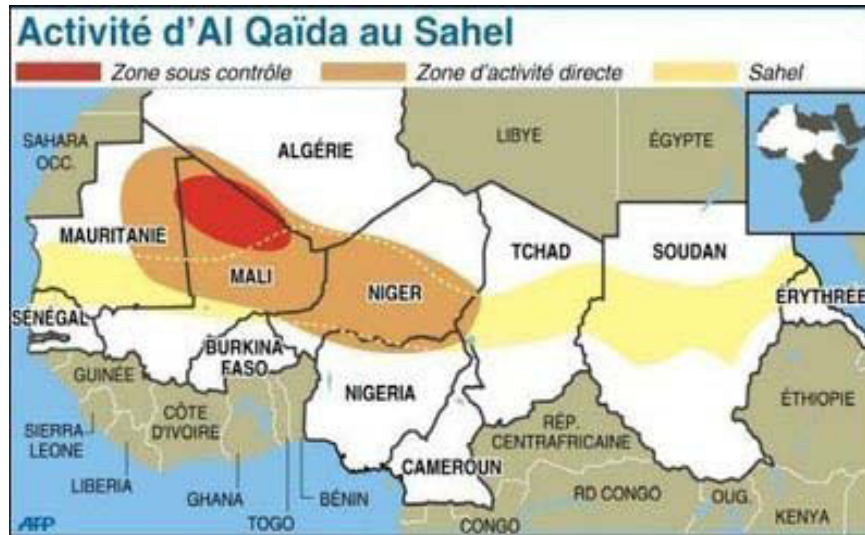 Activité d'Al Qaïda au Sahel
Zone sous contrôle
Zone d'activité directe
Sahel
SAHARA
OCC.
ALGÉRIE
LIBYE
ÉGYPTE
MAURITANIE
MALI
NIGER
TCHAD
SOUDAN
ÉRYTHRÉE
SÉNÉGAL
BURKINA
FASO
GUINÉE
NIGERIA
ÉTHIOPIE
CÔTE
D'IVOIRE
SIERRA
LEONE
RÉP.
CENTRAFRICAINE
CAMEROUN
LIBERIA
GHANA
TOGO
BÉNIN
RD CONGO
OUG.
CONGO
KENYA
AFP